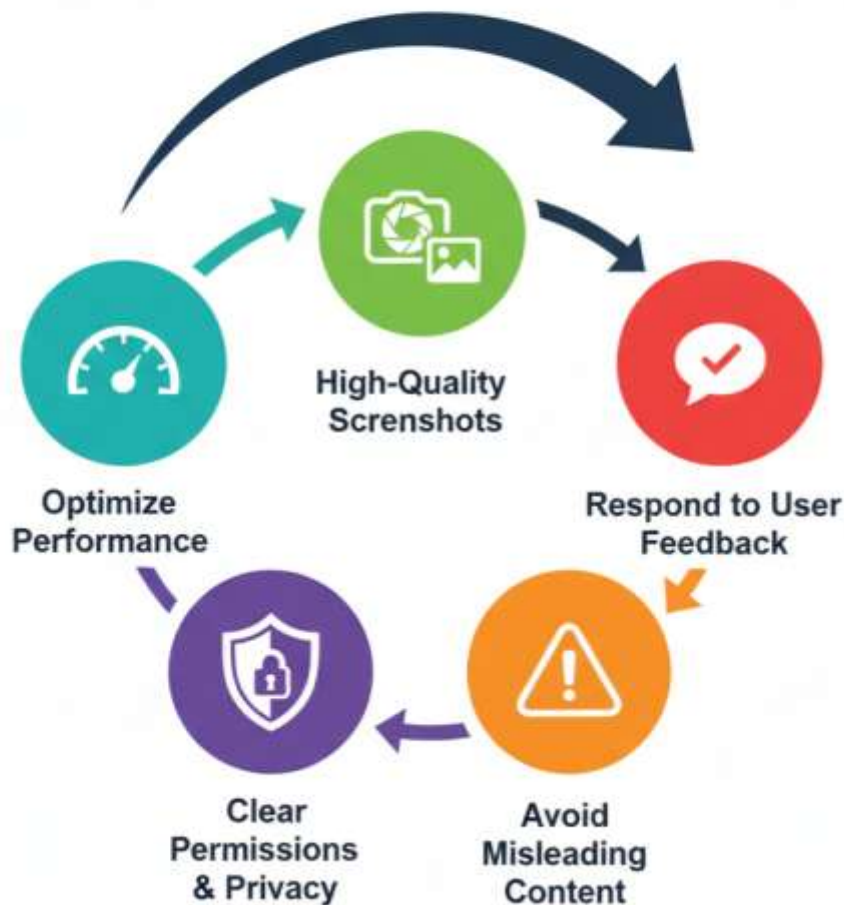 High-Quality
Screnshots
Optimize
Performance
Respond to User
Feedback
Clear
Permissions
& Privacy
Avoid
Misleading
Content